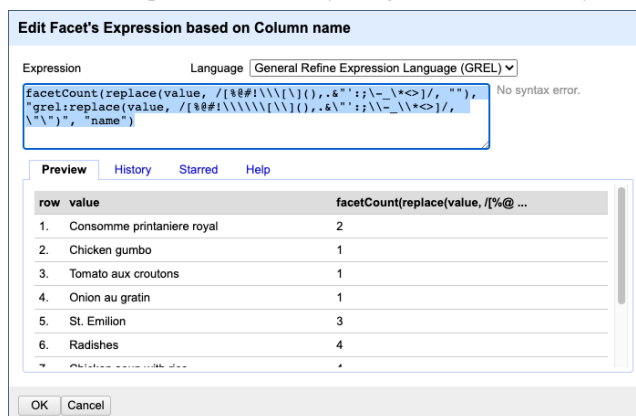 Edit Facet's Expression based on Column name
Expression Language General Refine Expression Language (GREL)
facetCount(replace(value, /[%@#!\\\[\](),.&"':;\-_\*<>]/, ""), No syntax error.
"grel:replace(value, /[%@#!\\\\\\[\\](),.&\"':;\\-_\\*<>]/,
\"\")", "name")
Preview History Starred Help
row value facetCount(replace(value, /[%@ ...
1. Consomme printaniere royal 2
2. Chicken gumbo 1
3. Tomato aux croutons 1
4. Onion au gratin 1
5. St. Emilion 3
6. Radishes 4
OK Cancel